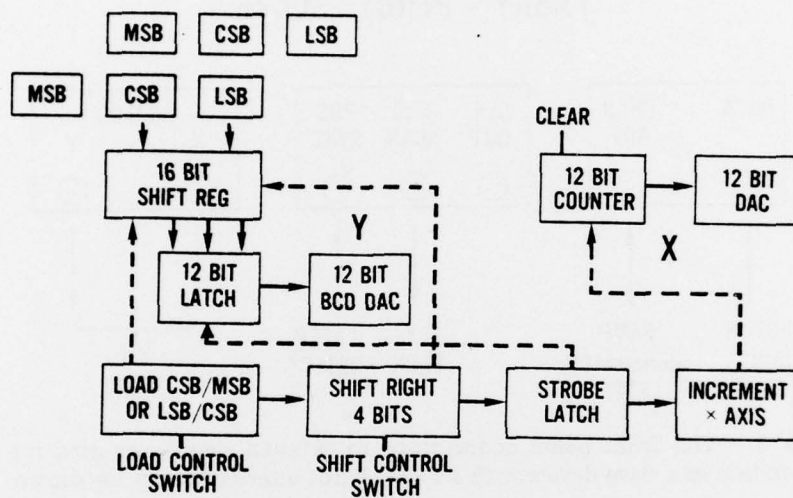 MSB CSB LSB
MSB CSB LSB
CLEAR
16 BIT
SHIFT REG
12 BIT
COUNTER
12 BIT
DAC
Y
X
12 BIT
LATCH
12 BIT
BCD DAC
LOAD CSB/MSB
OR LSB/CSB
SHIFT RIGHT
4 BITS
STROBE
LATCH
INCREMENT
× AXIS
LOAD CONTROL
SWITCH
SHIFT CONTROL
SWITCH